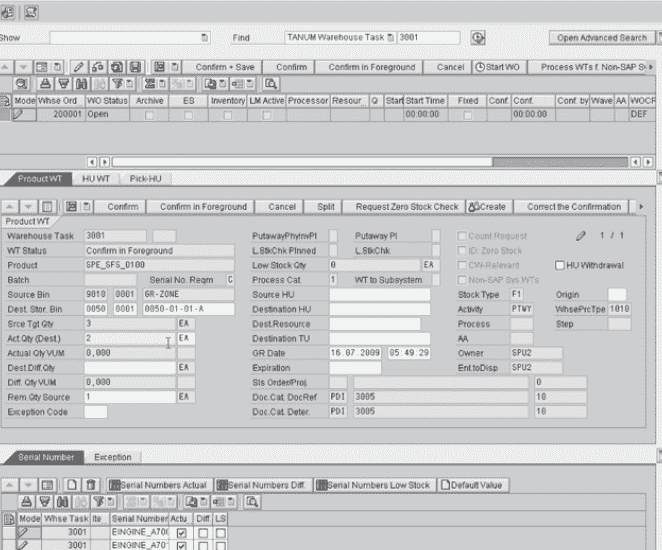 Show Find TANUM Warehouse Task 3001 Open Advanced Search
Confirm + Save Confirm Confirm in Foreground Cancel Start WO Process WTs f. Non-SAP
Mode Whse Ord WO Status Archive ES Inventory LM Active Processor Resour... Q Start Start Time Fixed Conf. Conf. Conf. by Wave AA WOCR
200001 Open 00:00:00 00:00:00 DEF
Product WT HU WT Pick-HU
Confirm Confirm in Foreground Cancel Split Request Zero Stock Check Create Correct the Confirmation
Product WT
Warehouse Task 3001 PutawayPhyInvPI Putaway PI Count Request 1 / 1
WT Status Confirm in Foreground L.StkChk Plnned L.StkChk ID: Zero Stock
Product SPE_SFS_0100 Low Stock Qty 0 EA CW-Relevant HU Withdrawal
Batch Serial No. Reqm C Process Cat. 1 WT to Subsystem Non-SAP Sys.WTs
Source Bin 9010 0001 GR-ZONE Source HU Stock Type F1 Origin
Dest. Stor. Bin 0050 0001 0050-01-01-A Destination HU Activity PTWY WhsePrcTpe 1010
Srce Tgt Qty 3 EA Dest.Resource Process Step
Act.Qty (Dest.) 2 EA Destination TU AA
Actual Qty VUM 0,000 GR Date 16.07.2009 05:49:29 Owner SPU2
Dest.Diff.Qty EA Expiration Ent.toDisp SPU2
Diff. Qty VUM 0,000 Sls Order/Proj. 0
Rem.Qty Source 1 EA Doc.Cat. DocRef PDI 3005 10
Exception Code Doc.Cat. Deter. PDI 3005 10
Serial Number Exception
Serial Numbers Actual Serial Numbers Diff. Serial Numbers Low Stock Default Value
Mode Whse Task Ite Serial Number Actu Diff LS
3001 EINGINE_A70
3001 EINGINE_A70